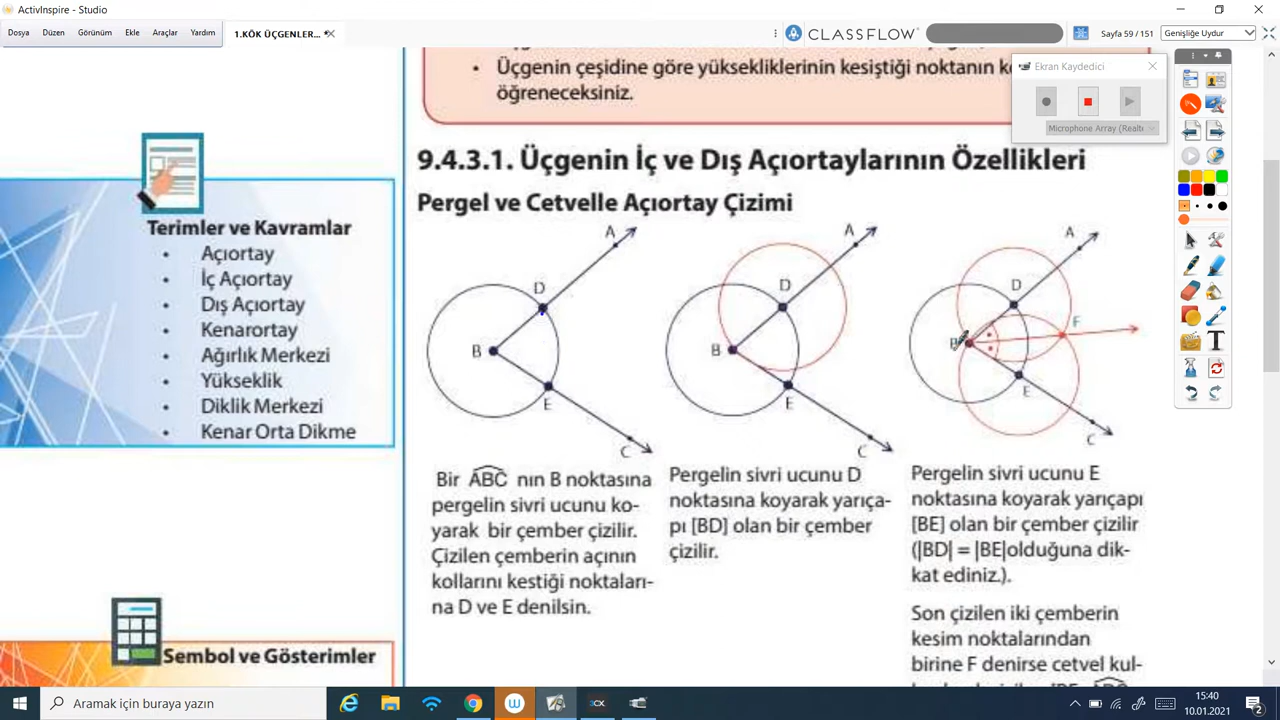 ActivInspire - Studio
Dosya Düzen Görünüm Ekle Araçlar Yardım
1.KÖK ÜÇGENLER...
CLASSFLOW
Sayfa 59 / 151
Genişliğe Uydur
Ekran Kaydedici
Microphone Array (Realte
• Üçgenin çeşidine göre yüksekliklerinin kesiştiği noktanın
öğreneceksiniz.
9.4.3.1. Üçgenin İç ve Dış Açıortaylarının Özellikleri
Pergel ve Cetvelle Açıortay Çizimi
Terimler ve Kavramlar
• Açıortay
• İç Açıortay
• Dış Açıortay
• Kenarortay
• Ağırlık Merkezi
• Yükseklik
• Diklik Merkezi
• Kenar Orta Dikme
A
D
B
E
C
A
D
B
E
C
A
D
F
B
E
C
Bir ABC nın B noktasına
pergelin sivri ucunu ko-
yarak bir çember çizilir.
Çizilen çemberin açının
kollarını kestiği noktaları-
na D ve E denilsin.
Pergelin sivri ucunu D
noktasına koyarak yarıça-
pı [BD] olan bir çember
çizilir.
Pergelin sivri ucunu E
noktasına koyarak yarıçapı
[BE] olan bir çember çizilir
(|BD| = |BE|olduğuna dik-
kat ediniz.).
Son çizilen iki çemberin
kesim noktalarından
birine F denirse cetvel kul-
Sembol ve Gösterimler
Aramak için buraya yazın
15:40
10.01.2021
2